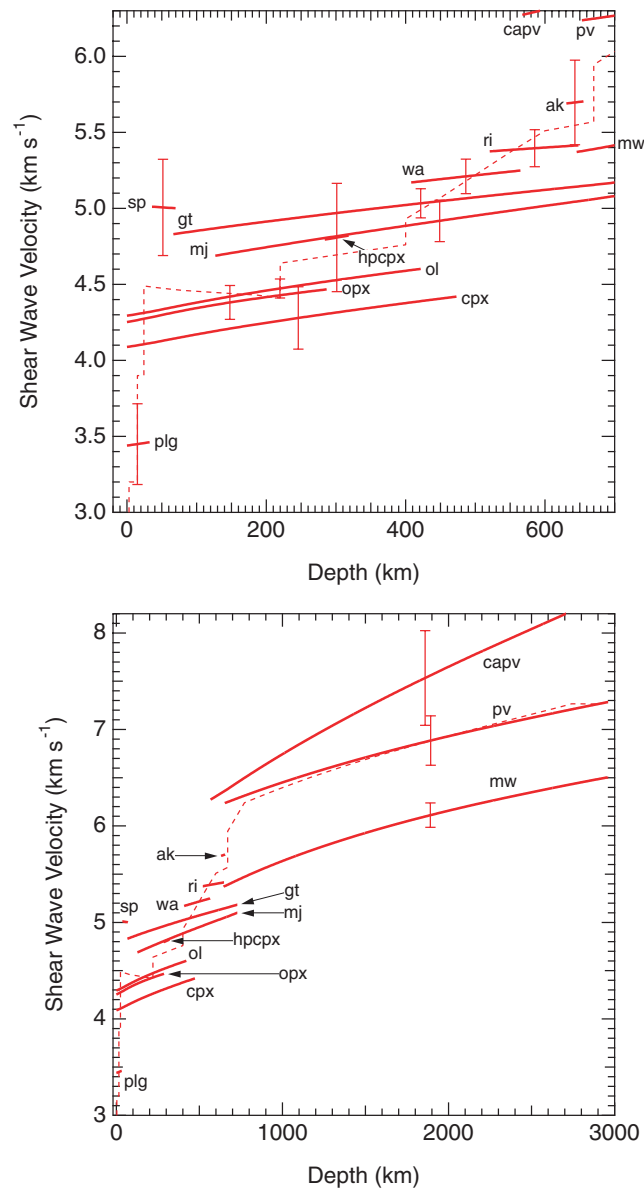 capv
pv
6.0
ak
5.5
ri
mw
wa
sp
gt
5.0
mj
hpcpx
ol
4.5
opx
cpx
4.0
3.5
plg
3.0
0
200
400
600
Depth (km)
Shear Wave Velocity (km s⁻¹)
8
capv
7
pv
mw
6
ak
ri
gt
wa
sp
mj
5
hpcpx
ol
opx
cpx
4
plg
3
0
1000
2000
3000
Depth (km)
Shear Wave Velocity (km s⁻¹)